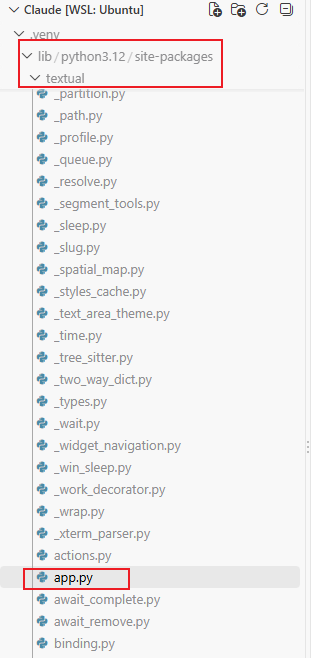 Claude [WSL: Ubuntu]
.venv
lib / python3.12 / site-packages
textual
_partition.py
_path.py
_profile.py
_queue.py
_resolve.py
_segment_tools.py
_sleep.py
_slug.py
_spatial_map.py
_styles_cache.py
_text_area_theme.py
_time.py
_tree_sitter.py
_two_way_dict.py
_types.py
_wait.py
_widget_navigation.py
_win_sleep.py
_work_decorator.py
_wrap.py
_xterm_parser.py
actions.py
app.py
await_complete.py
await_remove.py
binding.py